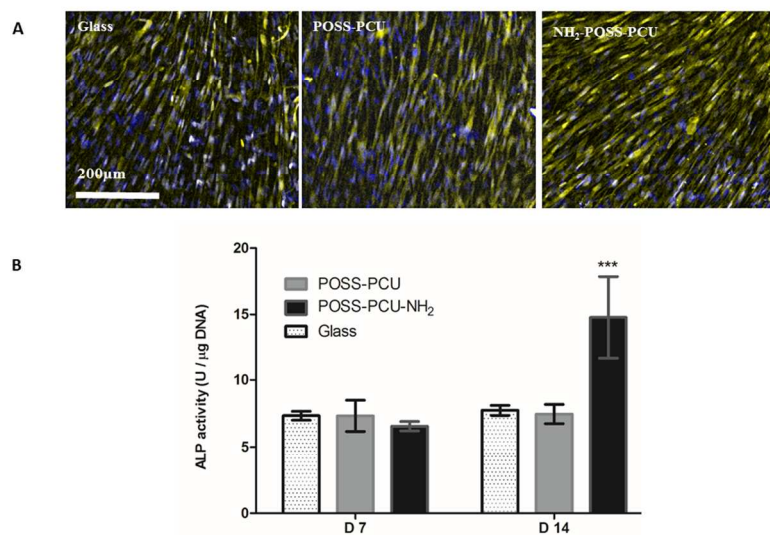 A
Glass
POSS-PCU
NH₂-POSS-PCU
200µm
B
ALP activity (U / µg DNA)
20
15
10
5
0
POSS-PCU
POSS-PCU-NH₂
Glass
***
D 7
D 14